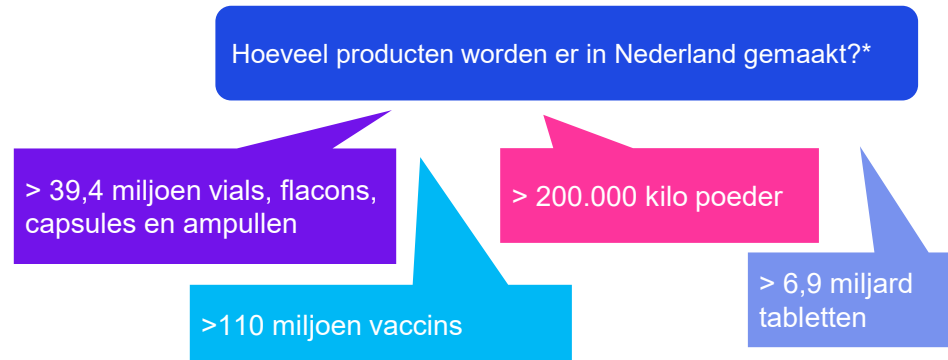 Hoeveel producten worden er in Nederland gemaakt?*
> 39,4 miljoen vials, flacons,
capsules en ampullen
> 200.000 kilo poeder
>110 miljoen vaccins
> 6,9 miljard
tabletten